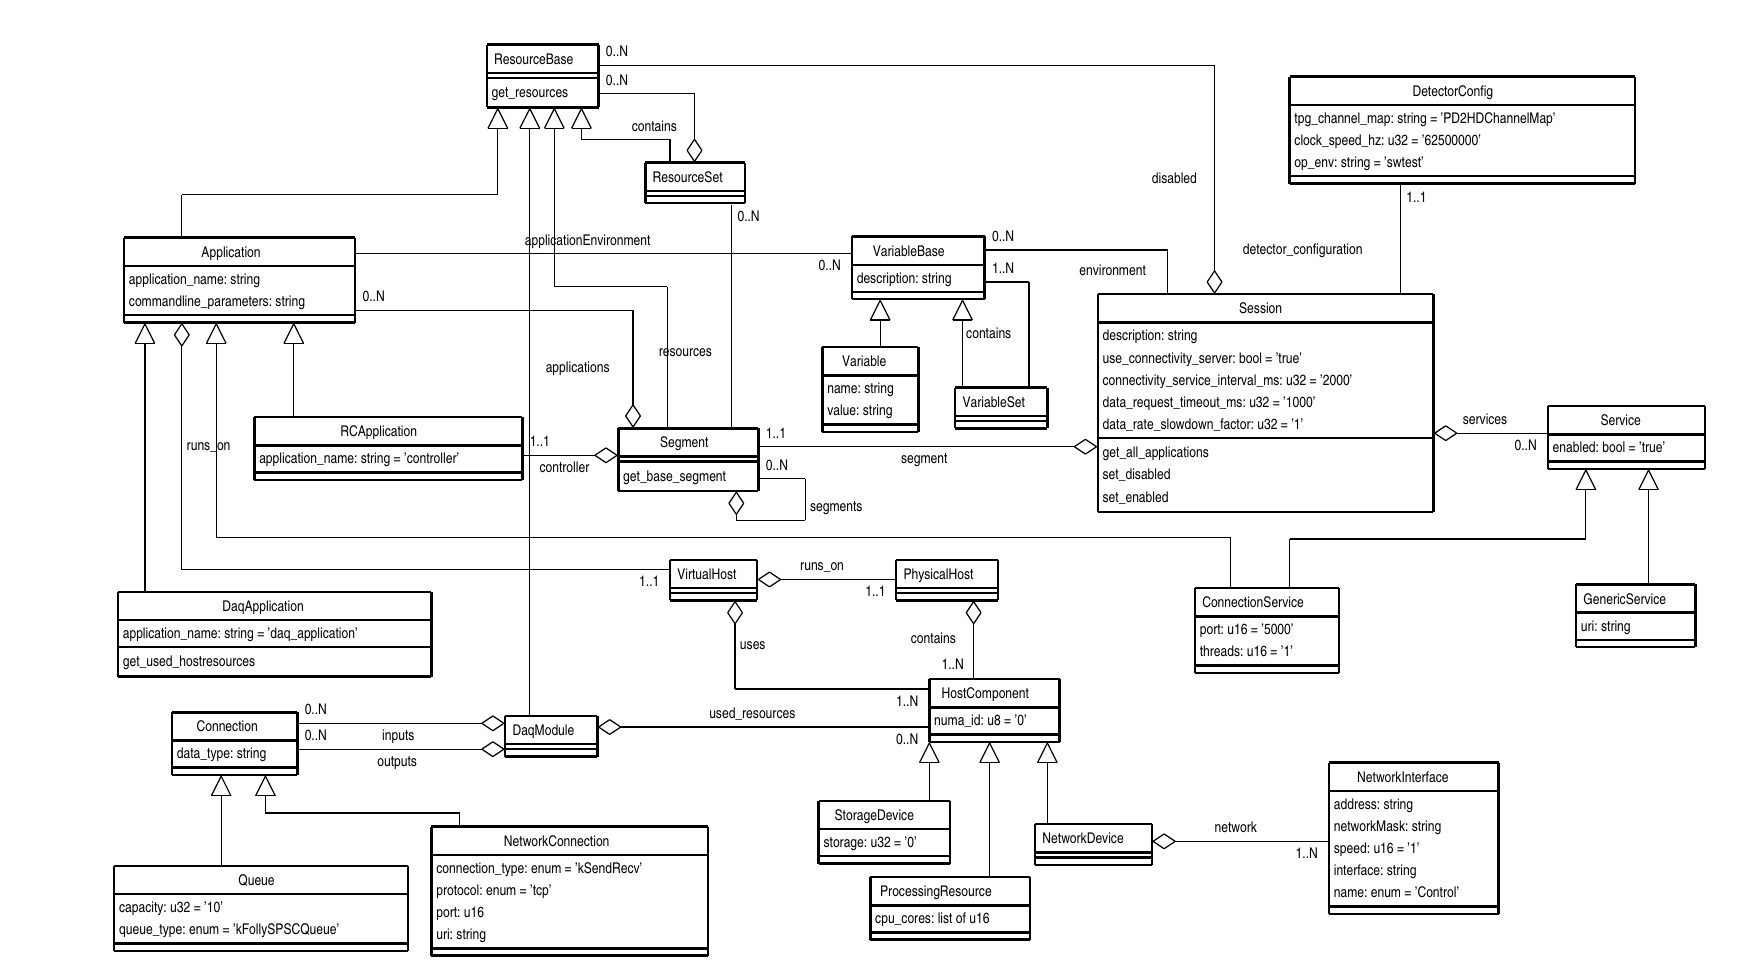 ResourceBase
get_resources
0..N
0..N
contains
ResourceSet
0..N
disabled
DetectorConfig
tpg_channel_map: string = 'PD2HDChannelMap'
clock_speed_hz: u32 = '62500000'
op_env: string = 'swtest'
1..1
detector_configuration
Application
application_name: string
commandline_parameters: string
applicationEnvironment
0..N
0..N
VariableBase
description: string
0..N
1..N
environment
contains
Variable
name: string
value: string
VariableSet
Session
description: string
use_connectivity_server: bool = 'true'
connectivity_service_interval_ms: u32 = '2000'
data_request_timeout_ms: u32 = '1000'
data_rate_slowdown_factor: u32 = '1'
get_all_applications
set_disabled
set_enabled
services
0..N
Service
enabled: bool = 'true'
resources
applications
runs_on
RCApplication
application_name: string = 'controller'
1..1
controller
Segment
get_base_segment
1..1
0..N
segment
segments
1..1
VirtualHost
runs_on
1..1
PhysicalHost
uses
contains
1..N
1..N
ConnectionService
port: u16 = '5000'
threads: u16 = '1'
GenericService
uri: string
DaqApplication
application_name: string = 'daq_application'
get_used_hostresources
HostComponent
numa_id: u8 = '0'
Connection
data_type: string
0..N
0..N
inputs
outputs
DaqModule
used_resources
0..N
StorageDevice
storage: u32 = '0'
NetworkDevice
network
1..N
NetworkInterface
address: string
networkMask: string
speed: u16 = '1'
interface: string
name: enum = 'Control'
ProcessingResource
cpu_cores: list of u16
Queue
capacity: u32 = '10'
queue_type: enum = 'kFollySPSCQueue'
NetworkConnection
connection_type: enum = 'kSendRecv'
protocol: enum = 'tcp'
port: u16
uri: string